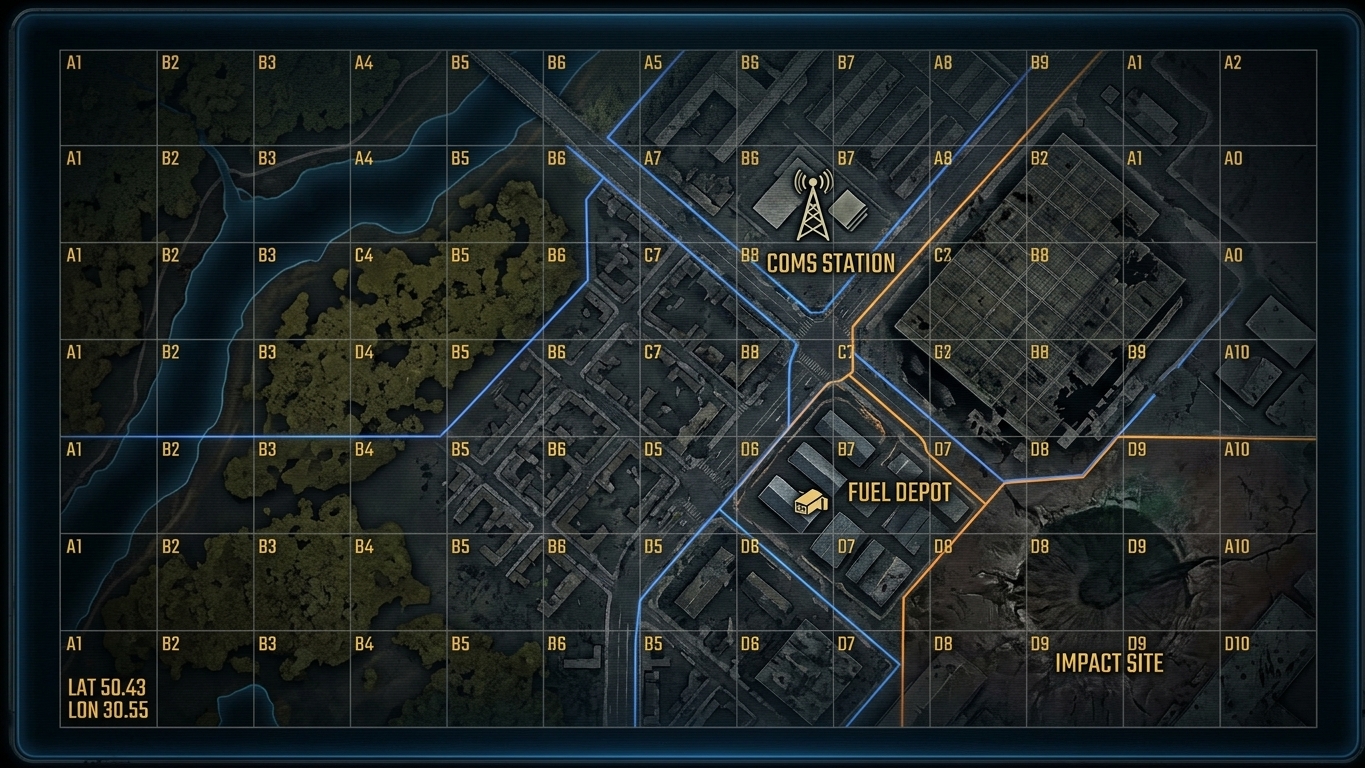 A1 B2 B3 A4 B5 B6 A5 B6 B7 A8 B9 A1 A2
A1 B2 B3 A4 B5 B6 A7 B6 B7 A8 B2 A1 A0
A1 B2 B3 C4 B5 B6 C7 B8 C2 B8 A0
COMS STATION
A1 B2 B3 D4 B5 B6 C7 B8 C7 B8 B9 A10
A1 B2 B3 B4 B5 B6 D5 D6 B7 D7 D8 D9 A10
FUEL DEPOT
A1 B2 B3 B4 B5 B6 D5 D6 D7 D8 D8 D9 A10
A1 B2 B3 B4 B5 B6 B5 D6 D7 D8 D9 D9 D10
IMPACT SITE
LAT 50.43
LON 30.55